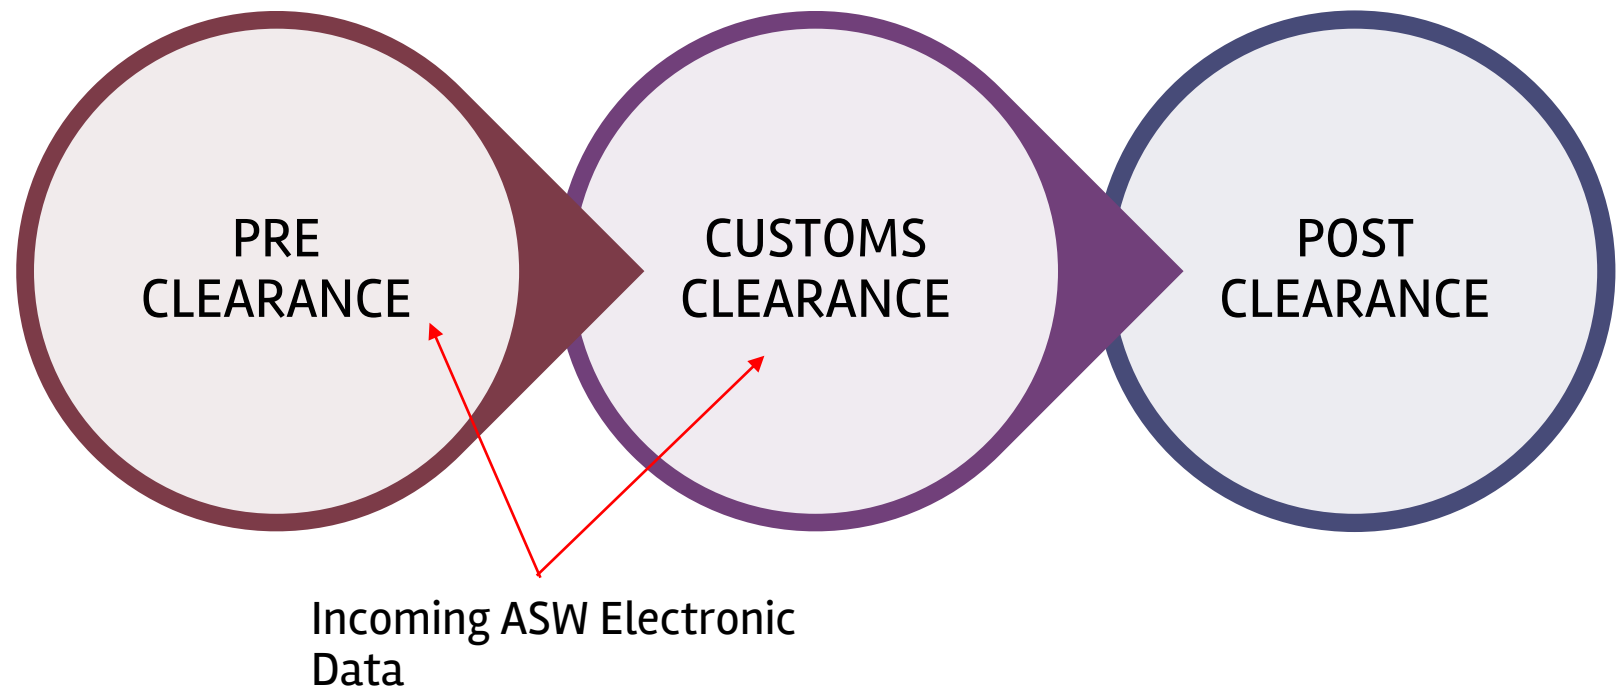 PRE
CLEARANCE
CUSTOMS
CLEARANCE
POST
CLEARANCE
Incoming ASW Electronic
Data